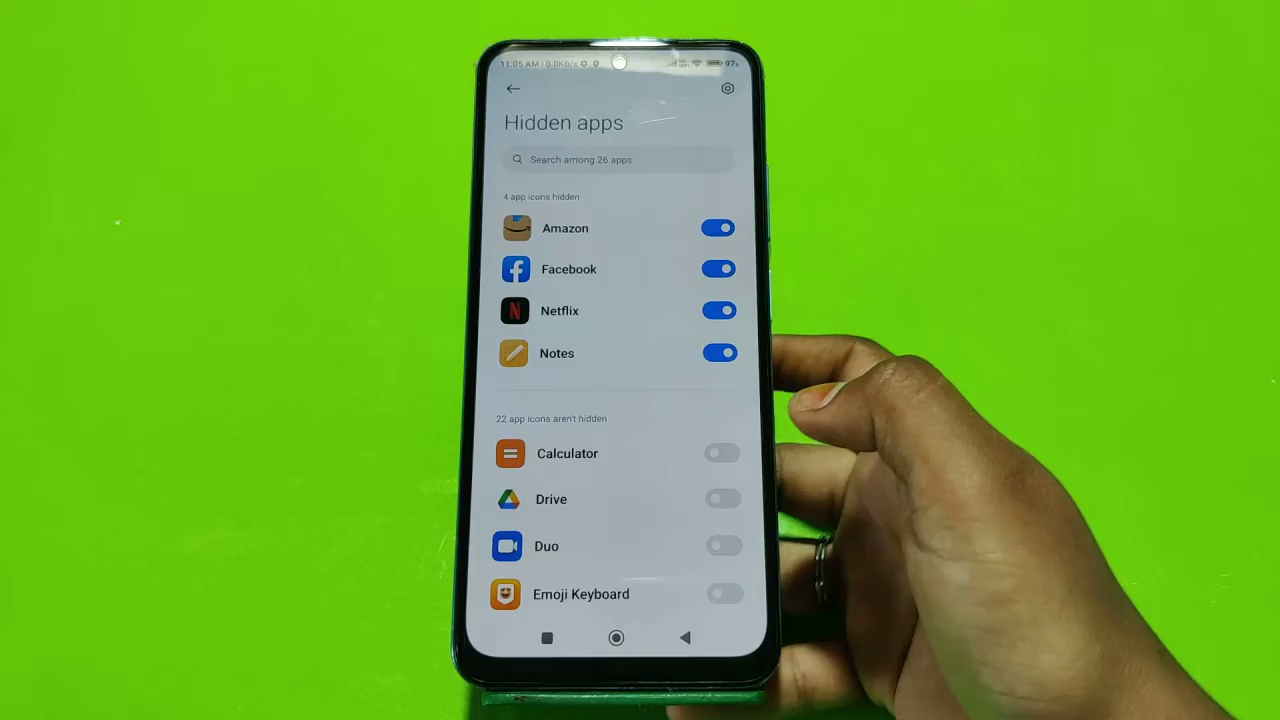 11:05 AM | 0.0KB/s
97%
Hidden apps
Search among 26 apps
4 app icons hidden
Amazon
Facebook
Netflix
Notes
22 app icons aren't hidden
Calculator
Drive
Duo
Emoji Keyboard